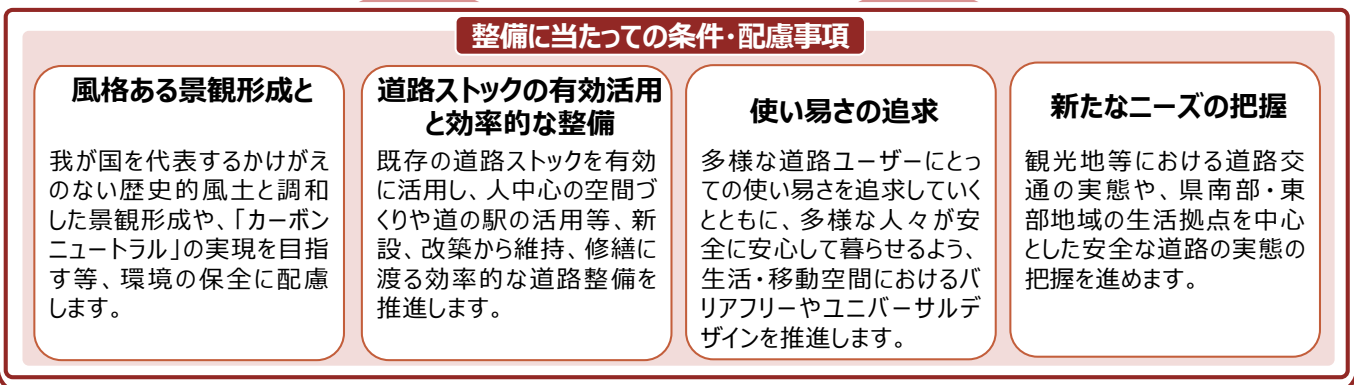 整備に当たっての条件・配慮事項
風格ある景観形成と
我が国を代表するかけがえ
のない歴史的風土と調和
した景観形成や、「カーボン
ニュートラル」の実現を目指
す等、環境の保全に配慮
します。
道路ストックの有効活用
と効率的な整備
既存の道路ストックを有効
に活用し、人中心の空間づ
くりや道の駅の活用等、新
設、改築から維持、修繕に
渡る効率的な道路整備を
推進します。
使い易さの追求
多様な道路ユーザーにとっ
ての使い易さを追求していく
とともに、多様な人々が安
全に安心して暮らせるよう、
生活・移動空間におけるバ
リアフリーやユニバーサルデ
ザインを推進します。
新たなニーズの把握
観光地等における道路交
通の実態や、県南部・東
部地域の生活拠点を中心
とした安全な道路の実態の
把握を進めます。